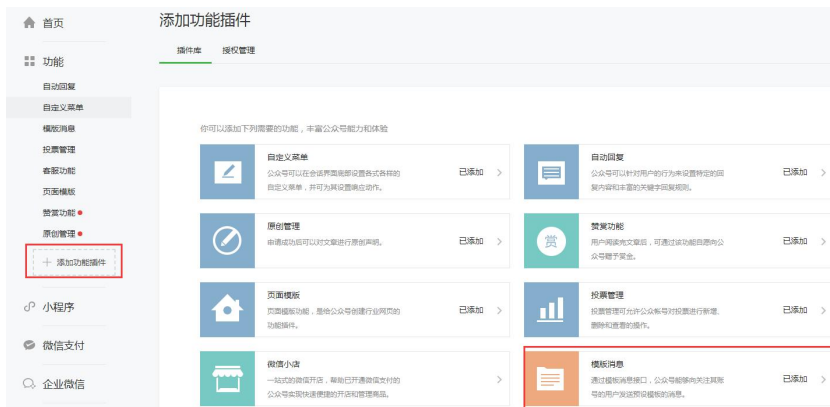 首页
功能
自动回复
自定义菜单
模版消息
投票管理
客服功能
页面模版
赞赏功能
原创管理
添加功能插件
小程序
微信支付
企业微信
添加功能插件
插件库 授权管理
你可以添加下列需要的功能，丰富公众号能力和体验
自定义菜单
公众号可以在会话界面底部设置各式各样的
自定义菜单，并可为其设置响应动作。
已添加
自动回复
公众号可以针对用户的行为来设置特定的回
复内容和丰富的关键字回复规则。
已添加
原创管理
申请成功后可以对文章进行原创声明。
已添加
赏
赞赏功能
用户阅读完文章后，可通过该功能自愿向公
众号赠予赏金。
已添加
页面模版
页面模版功能，是给公众号创建行业网页的
功能插件。
已添加
投票管理
投票管理可允许公众帐号对投票进行新增、
删除和查看的操作。
已添加
微信小店
一站式的微信开店，帮助已开通微信支付的
公众号实现快速便捷的开店和管理商品。
模版消息
通过模版消息接口，公众号能够向关注其账
号的用户发送预设模板的消息。
已添加